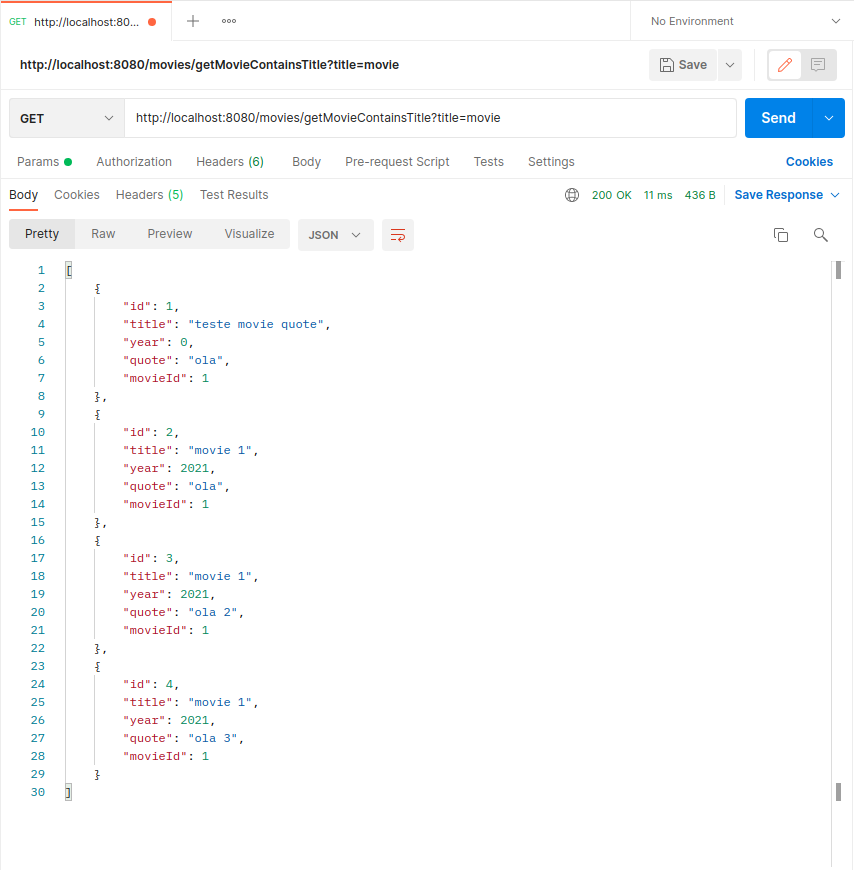 GET http://localhost:80... No Environment
http://localhost:8080/movies/getMovieContainsTitle?title=movie Save
GET http://localhost:8080/movies/getMovieContainsTitle?title=movie Send
Params Authorization Headers (6) Body Pre-request Script Tests Settings Cookies
Body Cookies Headers (5) Test Results 200 OK 11 ms 436 B Save Response
Pretty Raw Preview Visualize JSON
1 [
2 {
3 "id": 1,
4 "title": "teste movie quote",
5 "year": 0,
6 "quote": "ola",
7 "movieId": 1
8 },
9 {
10 "id": 2,
11 "title": "movie 1",
12 "year": 2021,
13 "quote": "ola",
14 "movieId": 1
15 },
16 {
17 "id": 3,
18 "title": "movie 1",
19 "year": 2021,
20 "quote": "ola 2",
21 "movieId": 1
22 },
23 {
24 "id": 4,
25 "title": "movie 1",
26 "year": 2021,
27 "quote": "ola 3",
28 "movieId": 1
29 }
30 ]